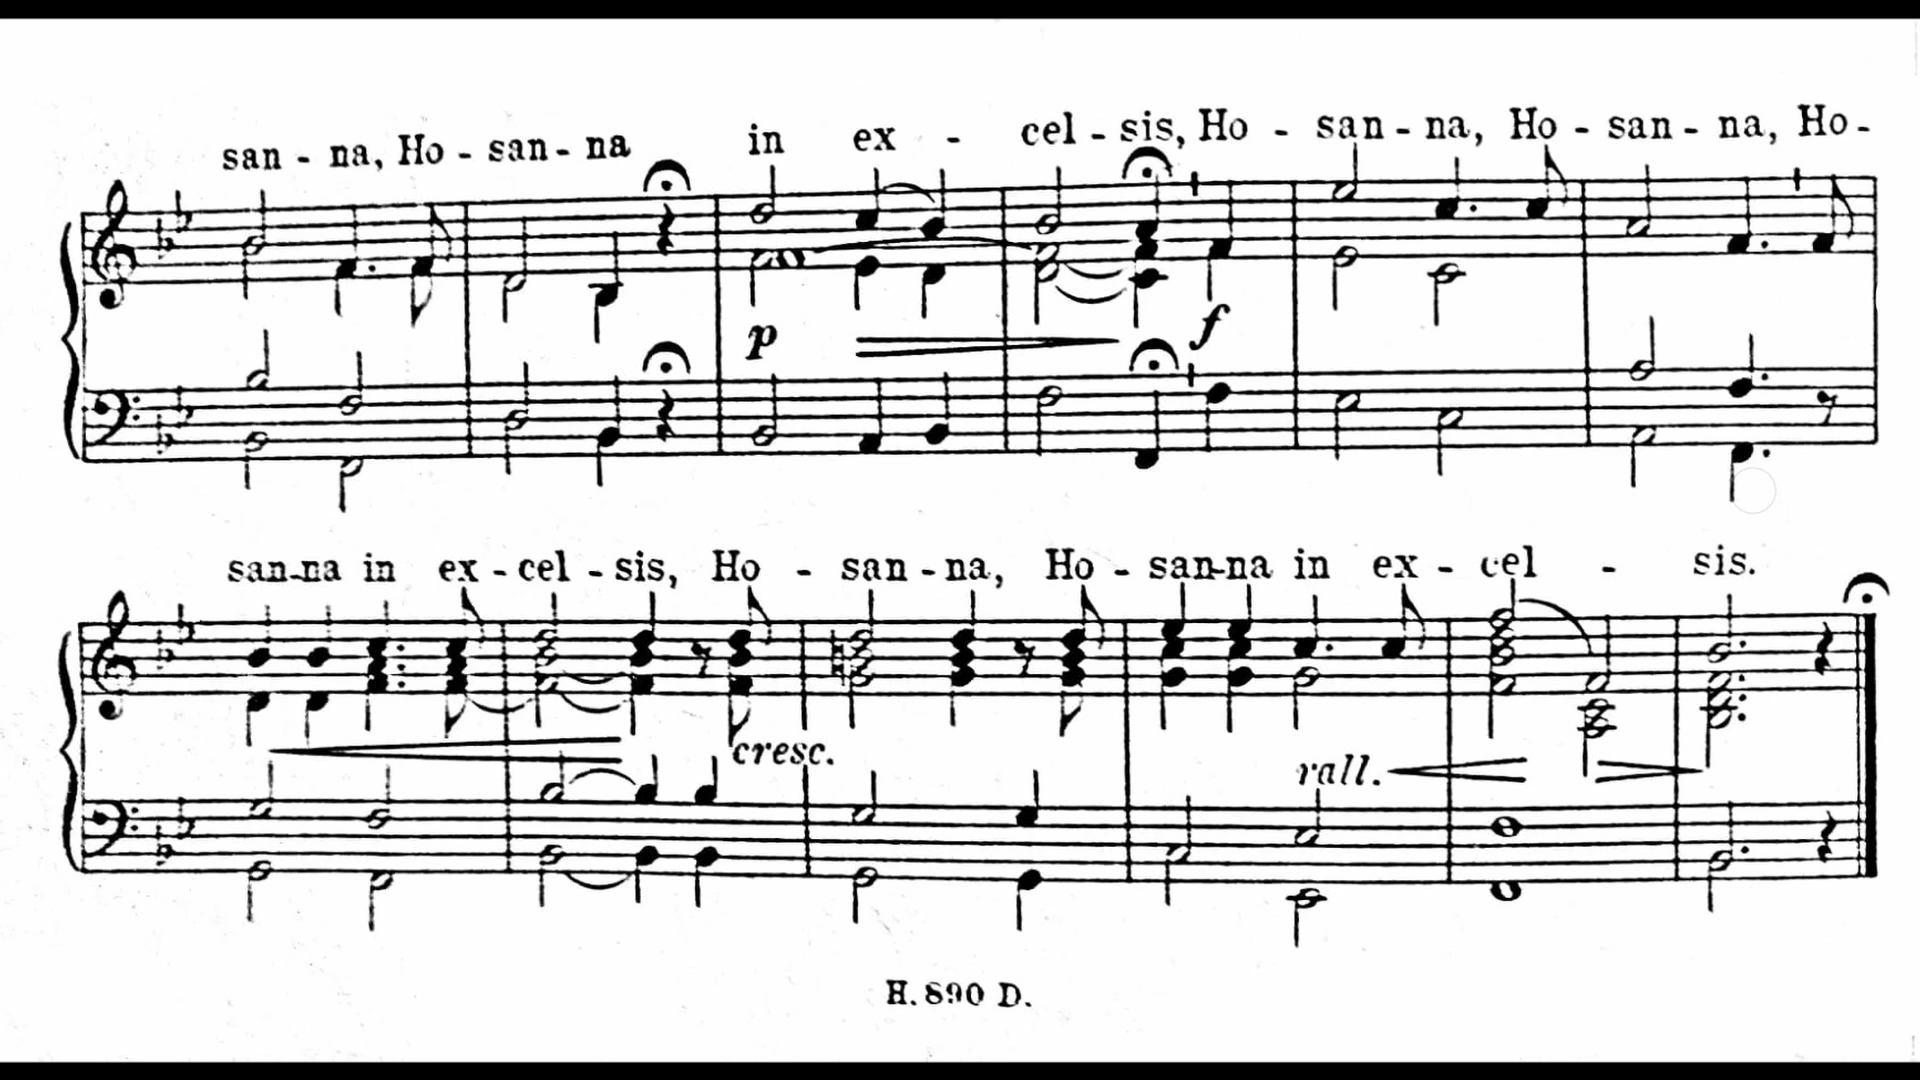 san - na, Ho - san - na in ex - cel - sis, Ho - san - na, Ho - san - na, Ho -
p f
san-na in ex - cel - sis, Ho - san - na, Ho - san-na in ex - cel - sis.
cresc. rall.
H. 890 D.